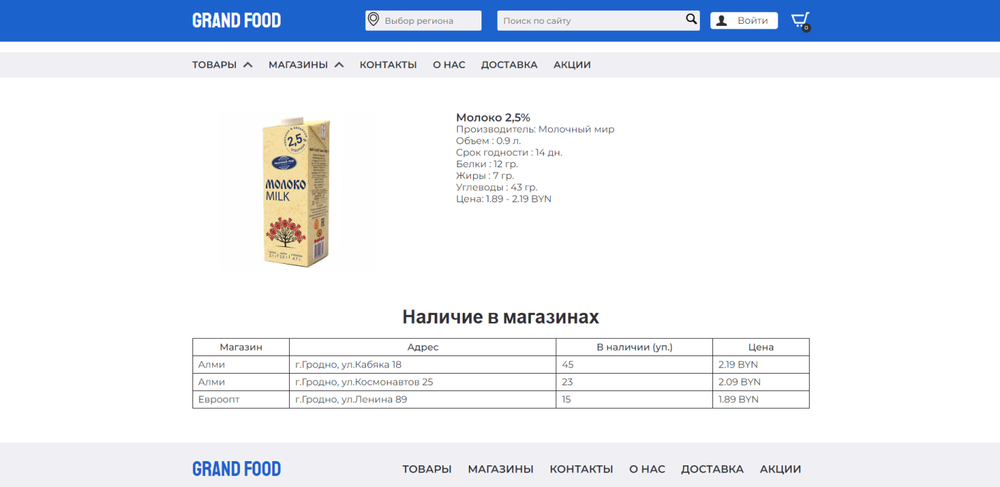 GRAND FOOD
Выбор региона
Поиск по сайту
Войти
0
ТОВАРЫ МАГАЗИНЫ КОНТАКТЫ О НАС ДОСТАВКА АКЦИИ
2,5
МОЛОКО
MILK
Молоко 2,5%
Производитель: Молочный мир
Объем : 0.9 л.
Срок годности : 14 дн.
Белки : 12 гр.
Жиры : 7 гр.
Углеводы : 43 гр.
Цена: 1.89 - 2.19 BYN
Наличие в магазинах
Магазин Адрес В наличии (уп.) Цена
Алми г.Гродно, ул.Кабяка 18 45 2.19 BYN
Алми г.Гродно, ул.Космонавтов 25 23 2.09 BYN
Евроопт г.Гродно, ул.Ленина 89 15 1.89 BYN
GRAND FOOD
ТОВАРЫ МАГАЗИНЫ КОНТАКТЫ О НАС ДОСТАВКА АКЦИИ